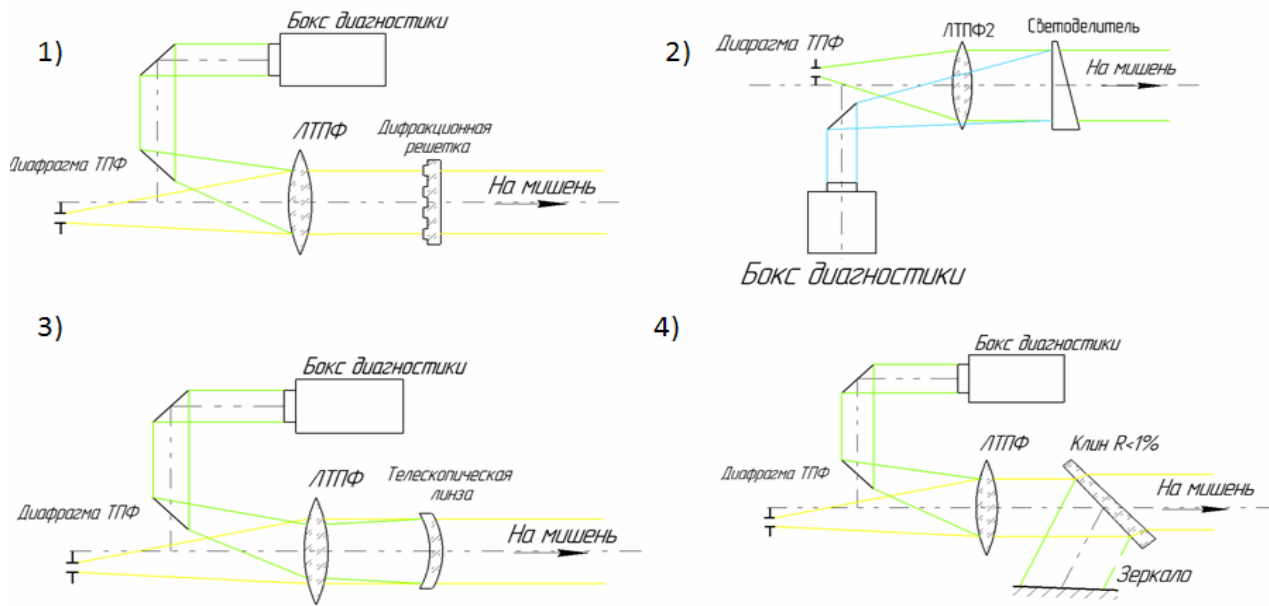 1)
Бокс диагностики
ЛТПФ
Дифракционная
решетка
Диафрагма ТПФ
На мишень
2)
Диарагма ТПФ
ЛТПФ2
Светоделитель
На мишень
Бокс диагностики
3)
Бокс диагностики
ЛТПФ
Телескопическая
линза
Диафрагма ТПФ
На мишень
4)
Бокс диагностики
ЛТПФ
Клин R<1%
Диафрагма ТПФ
На мишень
Зеркало